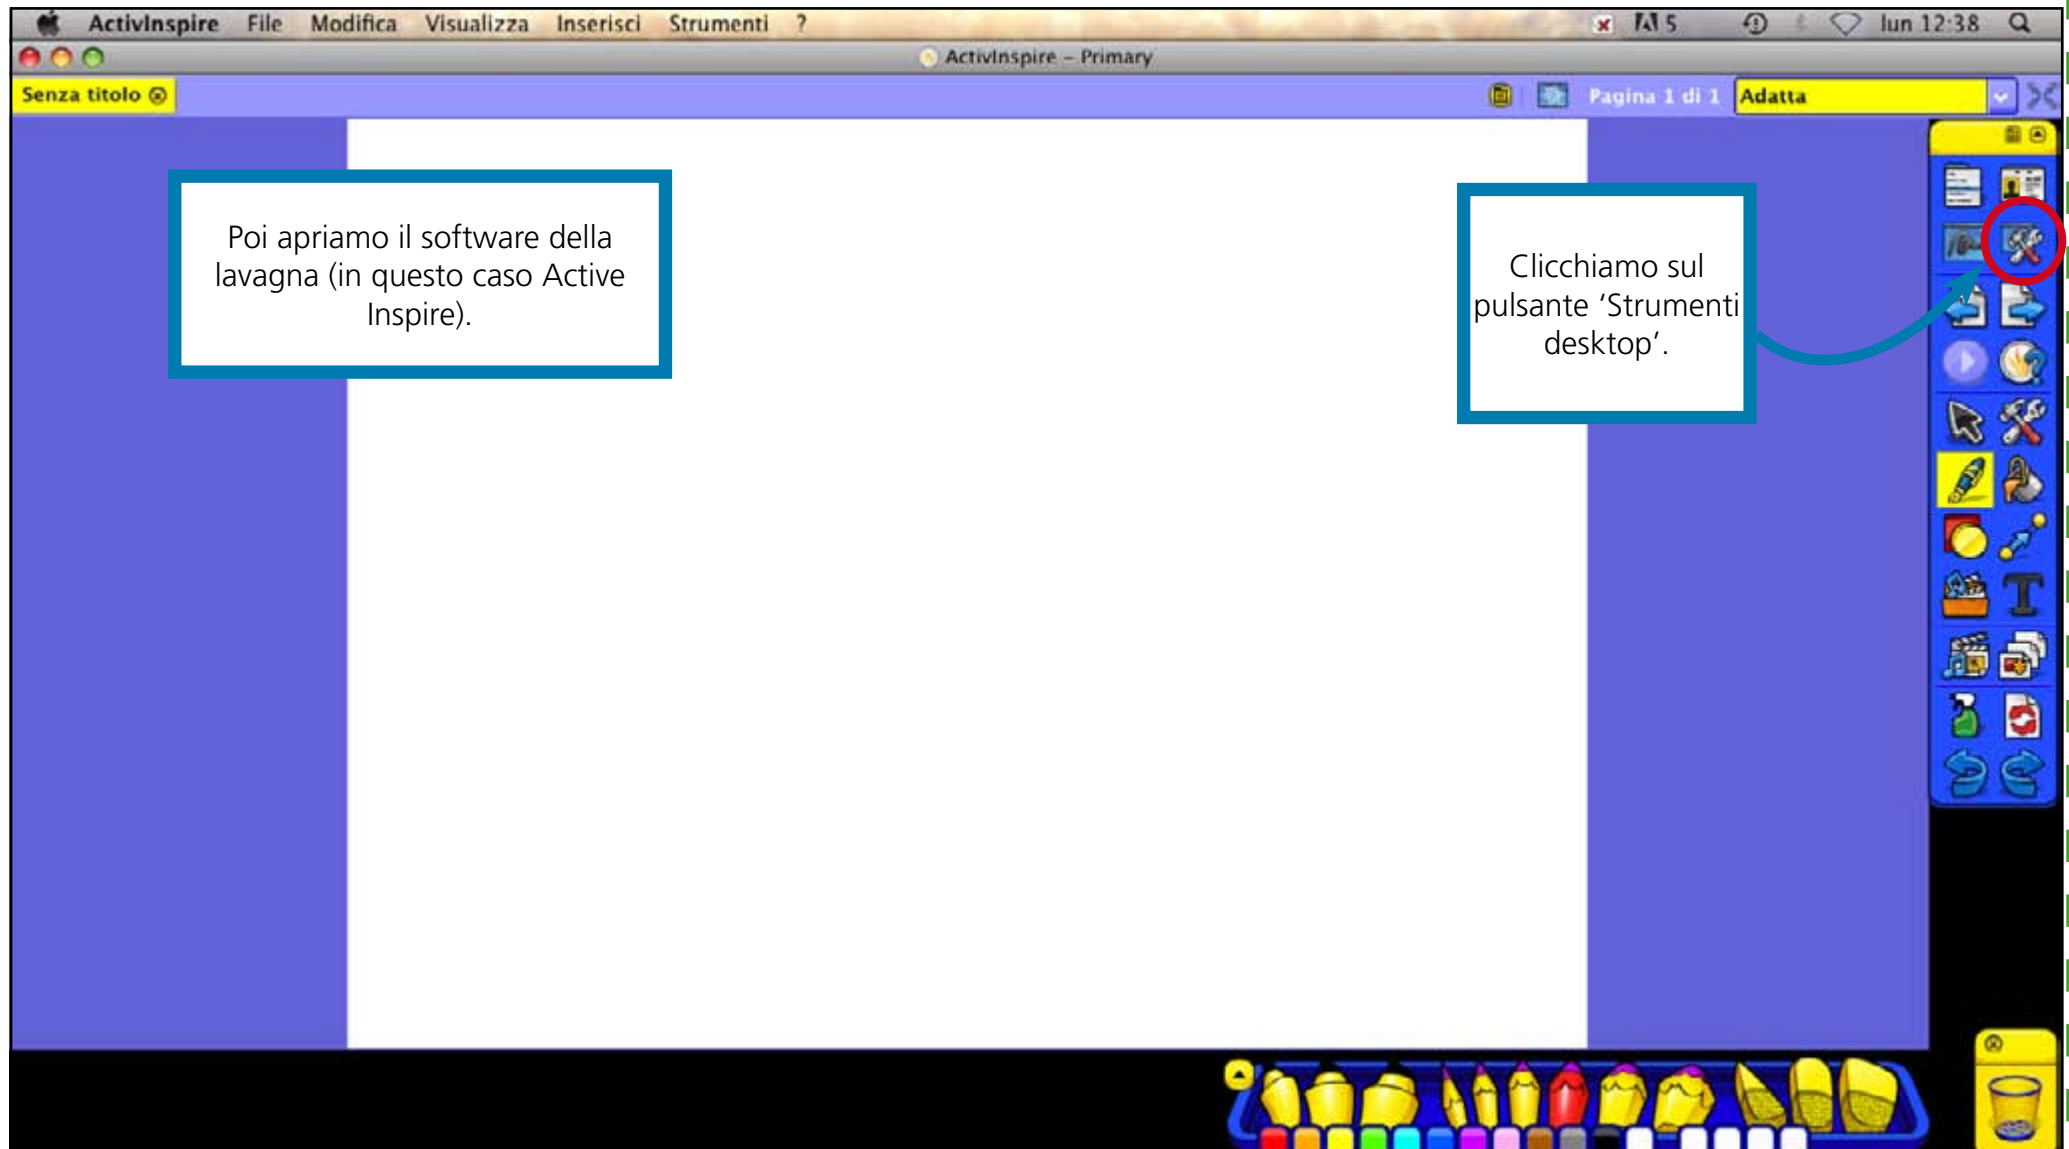 ActivInspire File Modifica Visualizza Inserisci Strumenti ? 5 lun 12:38
ActivInspire – Primary
Senza titolo Pagina 1 di 1 Adatta
Poi apriamo il software della
lavagna (in questo caso Active
Inspire).
Clicchiamo sul
pulsante ‘Strumenti
desktop’.